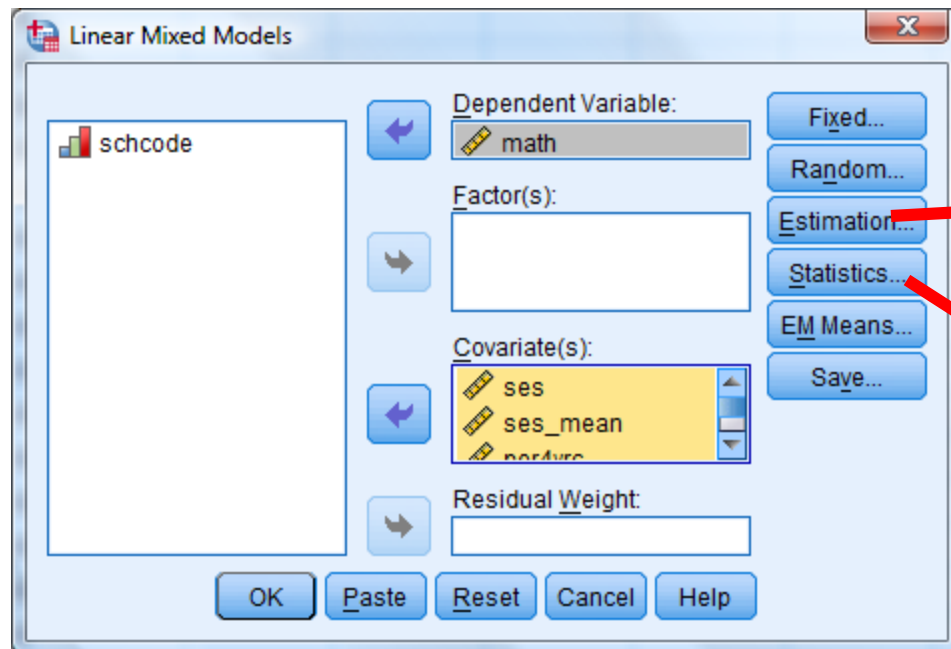 Linear Mixed Models
schcode
Dependent Variable:
math
Factor(s):
Covariate(s):
ses
ses_mean
per4yrc
Residual Weight:
Fixed...
Random...
Estimation...
Statistics...
EM Means...
Save...
OK Paste Reset Cancel Help